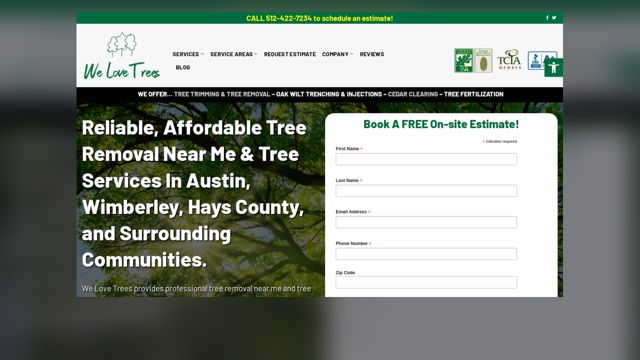 CALL 512-422-7234 to schedule an estimate!
We Love Trees
SERVICES
SERVICE AREAS
REQUEST ESTIMATE
COMPANY
REVIEWS
BLOG
TCIA
MEMBER
BBB
WE OFFER... TREE TRIMMING & TREE REMOVAL – OAK WILT TRENCHING & INJECTIONS – CEDAR CLEARING – TREE FERTILIZATION
Reliable, Affordable Tree
Removal Near Me & Tree
Services In Austin,
Wimberley, Hays County,
and Surrounding
Communities.
We Love Trees provides professional tree removal near me and tree
Book A FREE On-site Estimate!
* indicates required
First Name *
Last Name *
Email Address *
Phone Number *
Zip Code